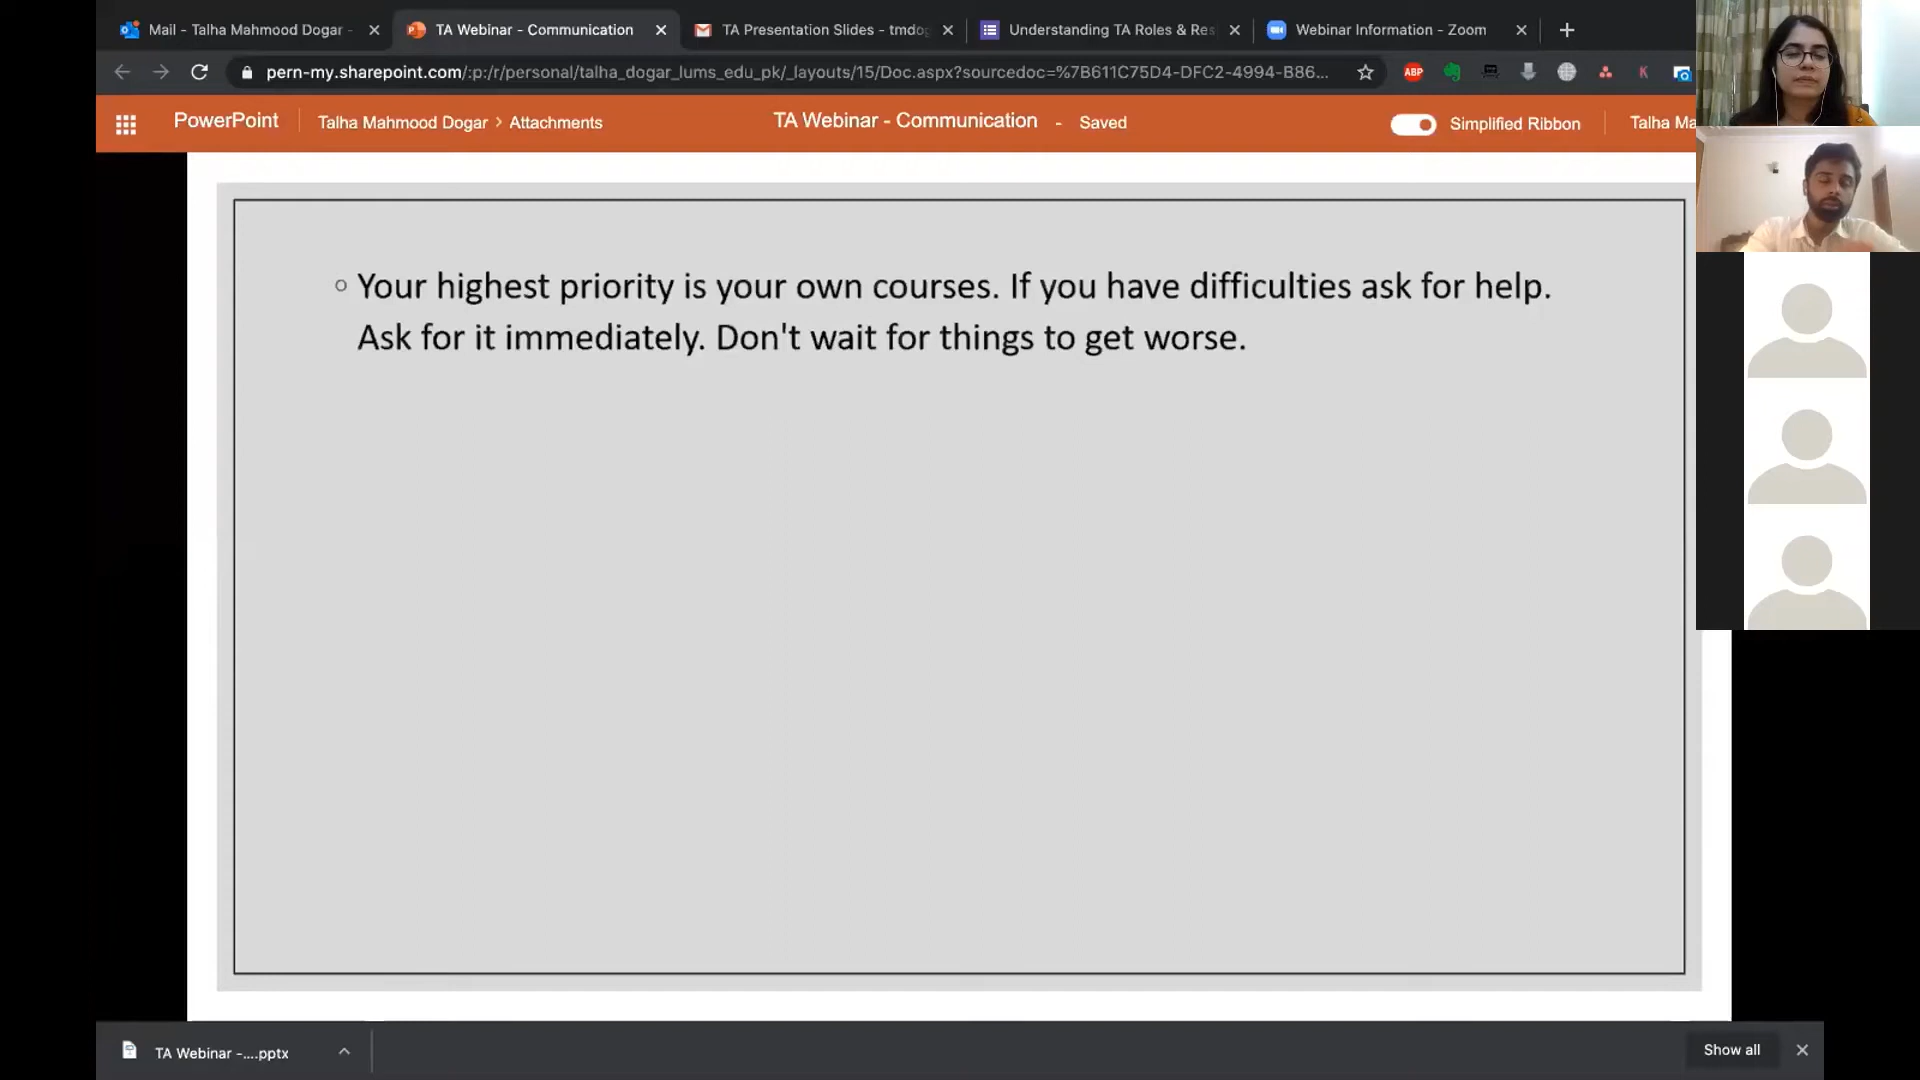 Mail - Talha Mahmood Dogar -
TA Webinar - Communication
TA Presentation Slides - tmdog
Understanding TA Roles & Res
Webinar Information - Zoom
pern-my.sharepoint.com/:p:/r/personal/talha_dogar_lums_edu_pk/_layouts/15/Doc.aspx?sourcedoc=%7B611C75D4-DFC2-4994-B86...
ABP
K
PowerPoint
Talha Mahmood Dogar > Attachments
TA Webinar - Communication - Saved
Simplified Ribbon
Talha Ma
Your highest priority is your own courses. If you have difficulties ask for help.
Ask for it immediately. Don't wait for things to get worse.
TA Webinar -....pptx
Show all